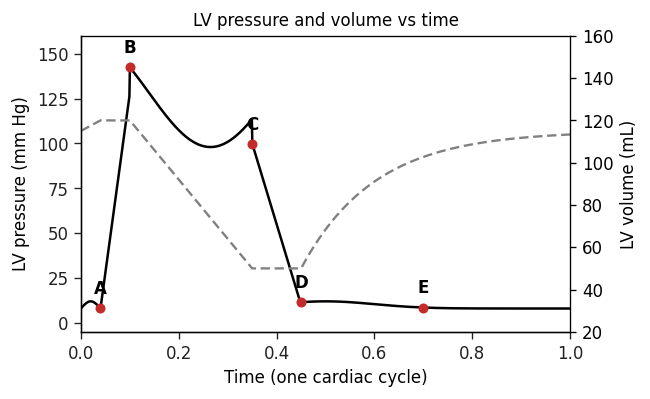 LV pressure and volume vs time
LV pressure (mm Hg)
150
125
100
75
50
25
0
A
B
C
D
E
160
140
120
100
80
60
40
20
LV volume (mL)
0.0 0.2 0.4 0.6 0.8 1.0
Time (one cardiac cycle)